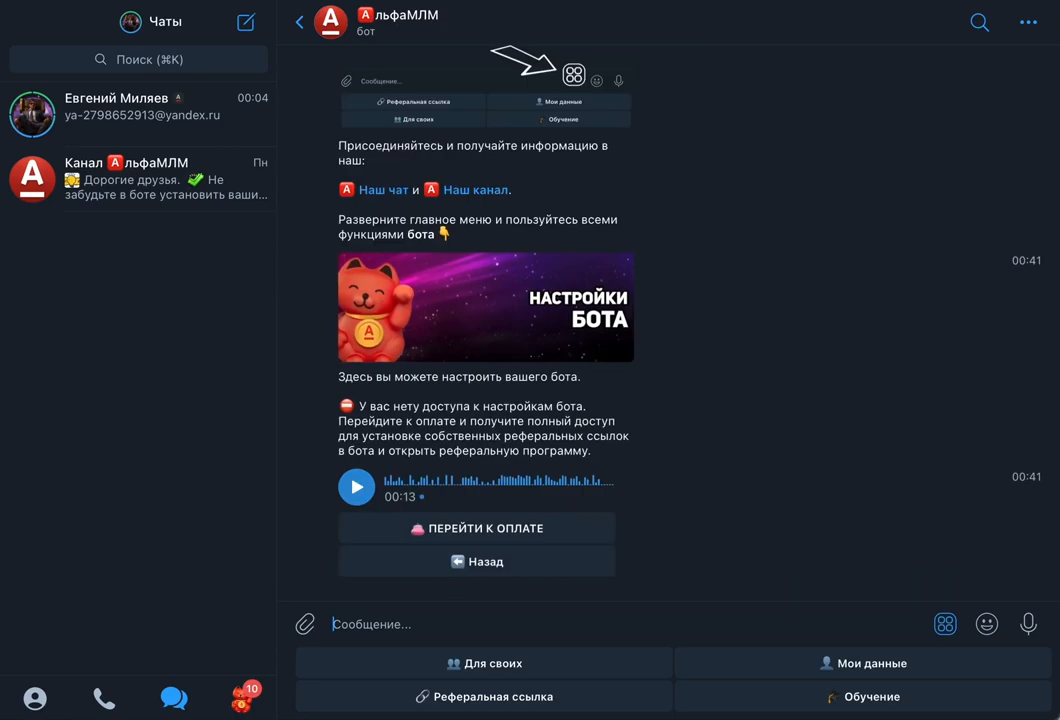 Чаты
Поиск (⌘K)
Евгений Миляев
00:04
ya-2798652913@yandex.ru
Канал Альфамлм
Пн
Дорогие друзья. Не
забудьте в боте установить ваши...
10
АльфаМЛМ
бот
Сообщение...
Реферальная ссылка
Мои данные
Для своих
Обучение
Присоединяйтесь и получайте информацию в
наш:
А Наш чат и А Наш канал.
Разверните главное меню и пользуйтесь всеми
функциями бота
00:41
НАСТРОЙКИ
БОТА
Здесь вы можете настроить вашего бота.
У вас нету доступа к настройкам бота.
Перейдите к оплате и получите полный доступ
для установке собственных реферальных ссылок
в бота и открыть реферальную программу.
00:41
00:13
ПЕРЕЙТИ К ОПЛАТЕ
Назад
Сообщение...
Для своих
Мои данные
Реферальная ссылка
Обучение